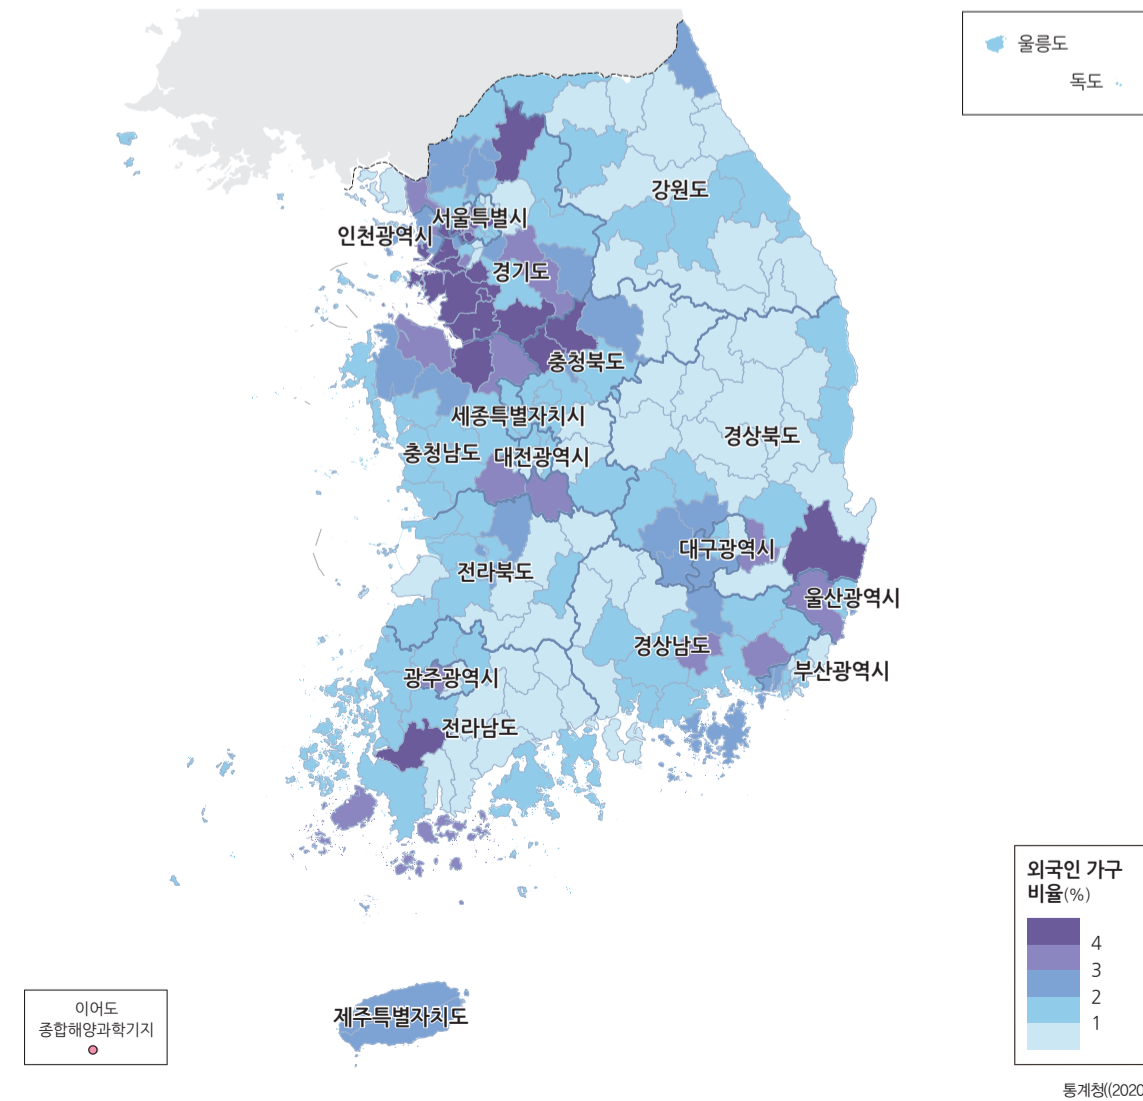 울릉도
독도
강원도
서울특별시
인천광역시
경기도
충청북도
세종특별자치시
경상북도
충청남도
대전광역시
대구광역시
전라북도
울산광역시
경상남도
부산광역시
광주광역시
전라남도
외국인 가구
비율(%)
4
3
2
1
이어도
종합해양과학기지
제주특별자치도
통계청((2020